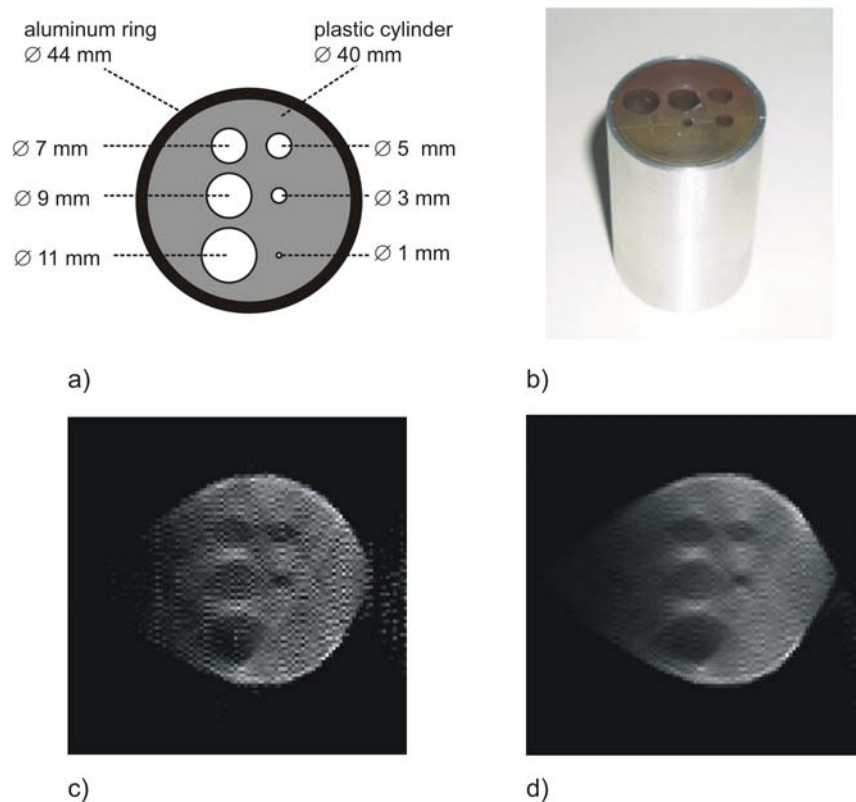 aluminum ring
∅ 44 mm
plastic cylinder
∅ 40 mm
∅ 7 mm
∅ 5 mm
∅ 9 mm
∅ 3 mm
∅ 11 mm
∅ 1 mm
a)
b)
c)
d)